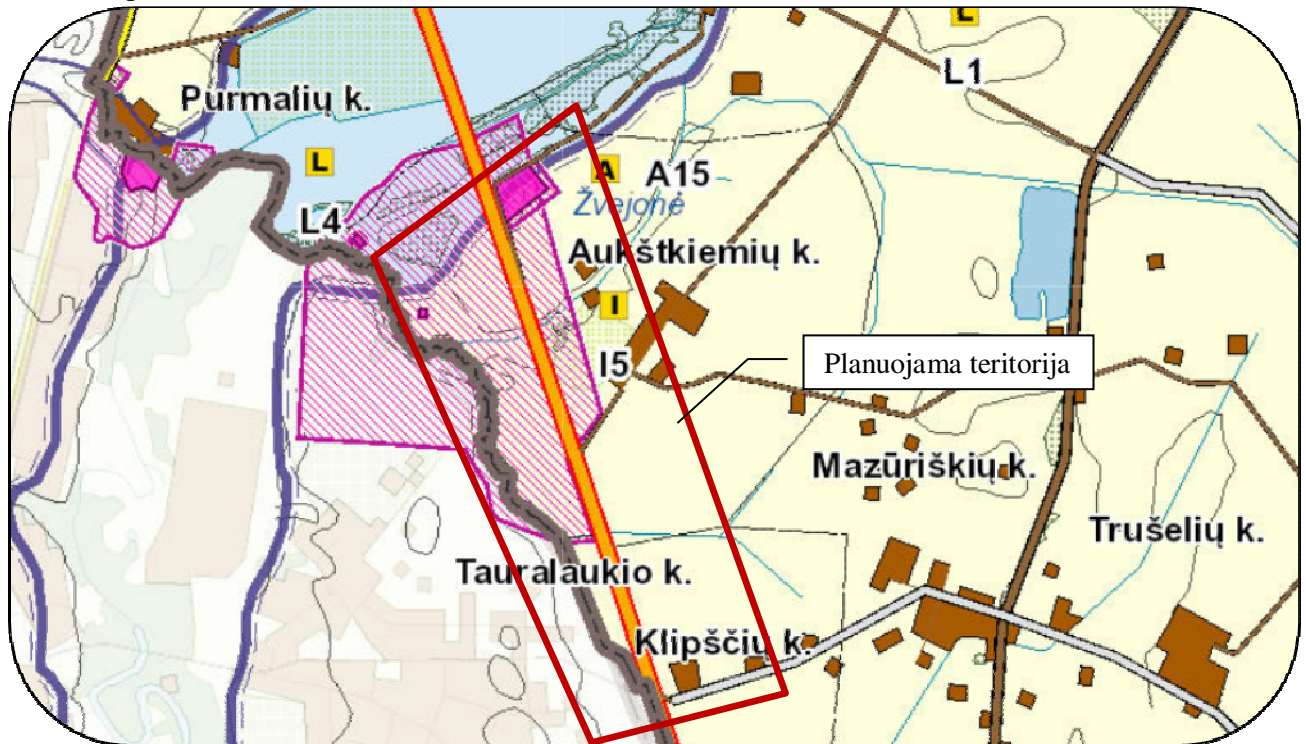 L
L1
Purmalių k.
L
A
A15
Žvejonė
L4
Aukštkiemių k.
I
I5
Planuojama teritorija
Mazūriškių k.
Trušelių k.
Tauralaukio k.
Klipščių k.